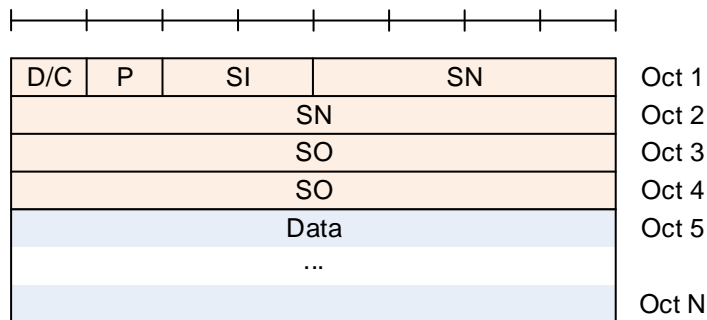 D/C P SI SN Oct 1
SN Oct 2
SO Oct 3
SO Oct 4
Data Oct 5
...
Oct N